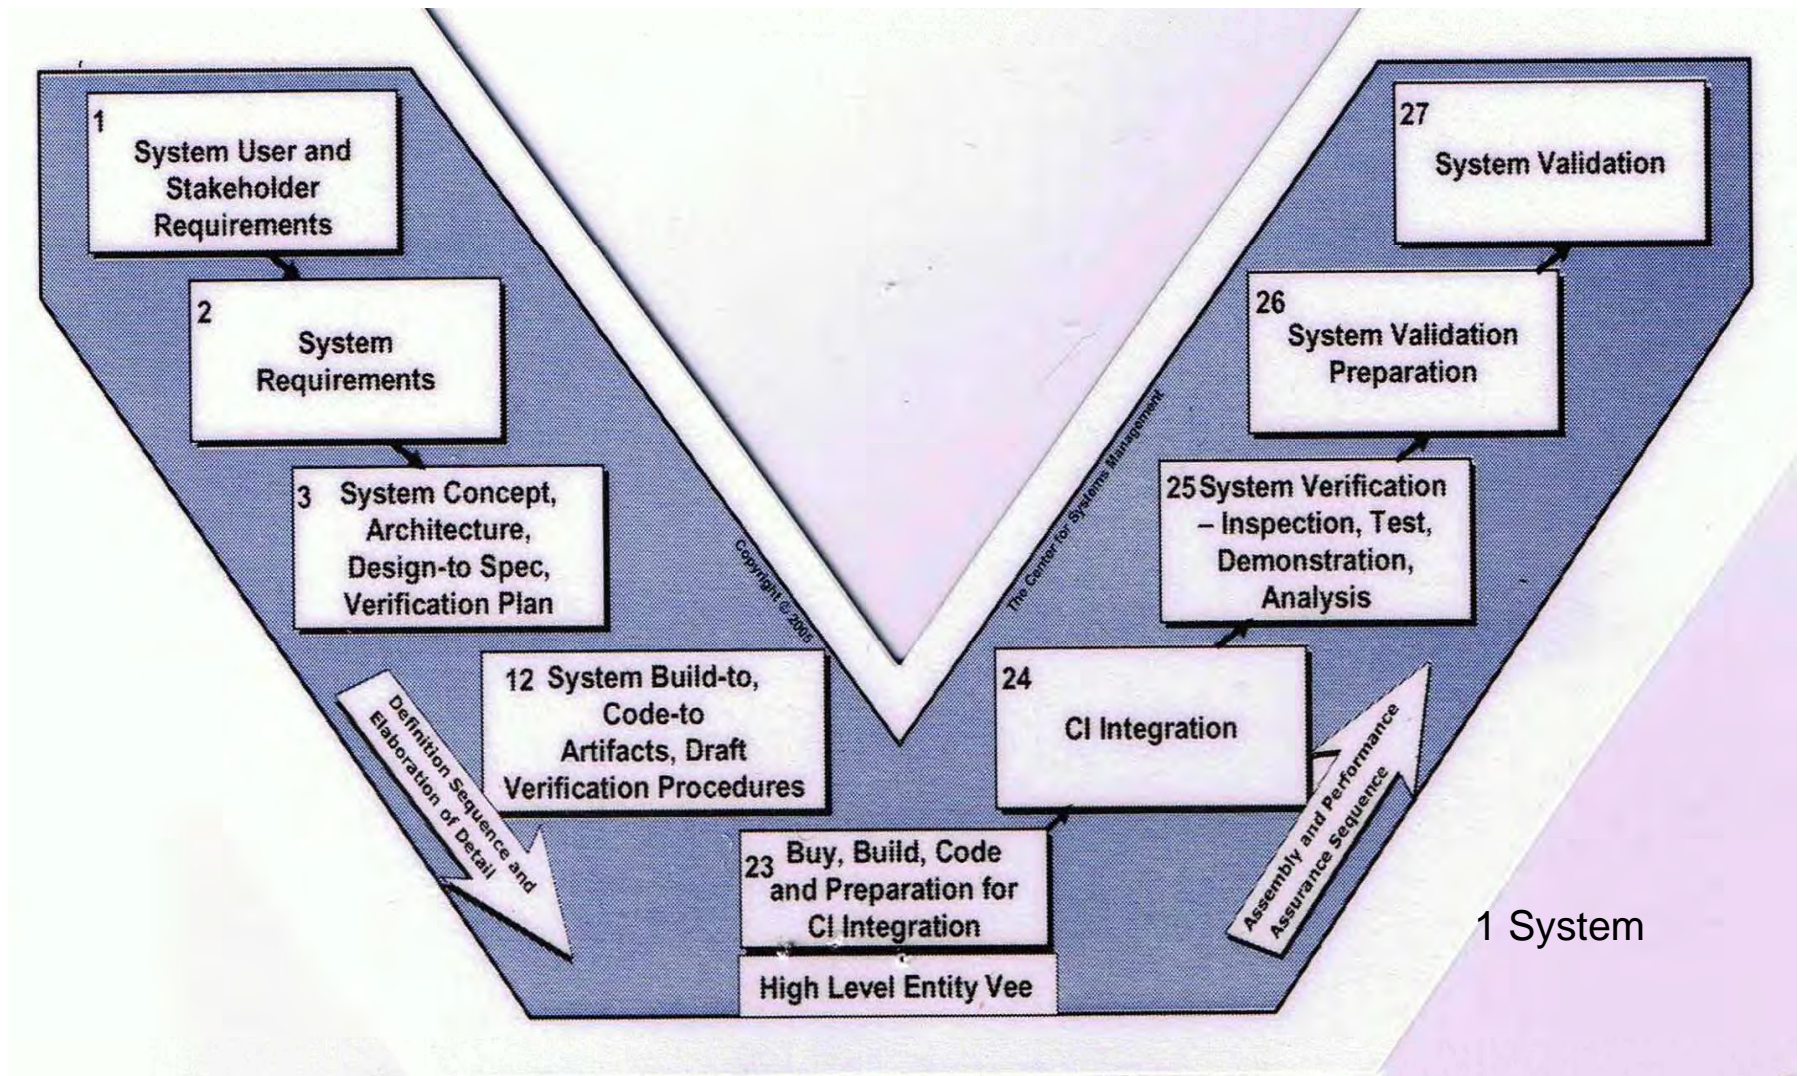 1
System User and
Stakeholder
Requirements
2
System
Requirements
3 System Concept,
Architecture,
Design-to Spec,
Verification Plan
12 System Build-to,
Code-to
Artifacts, Draft
Verification Procedures
Definition Sequence and
Elaboration of Detail
Copyright © 2005
23 Buy, Build, Code
and Preparation for
CI Integration
High Level Entity Vee
The Center for Systems Management
24
CI Integration
25 System Verification
– Inspection, Test,
Demonstration,
Analysis
26
System Validation
Preparation
27
System Validation
Assembly and Performance
Assurance Sequence
1 System